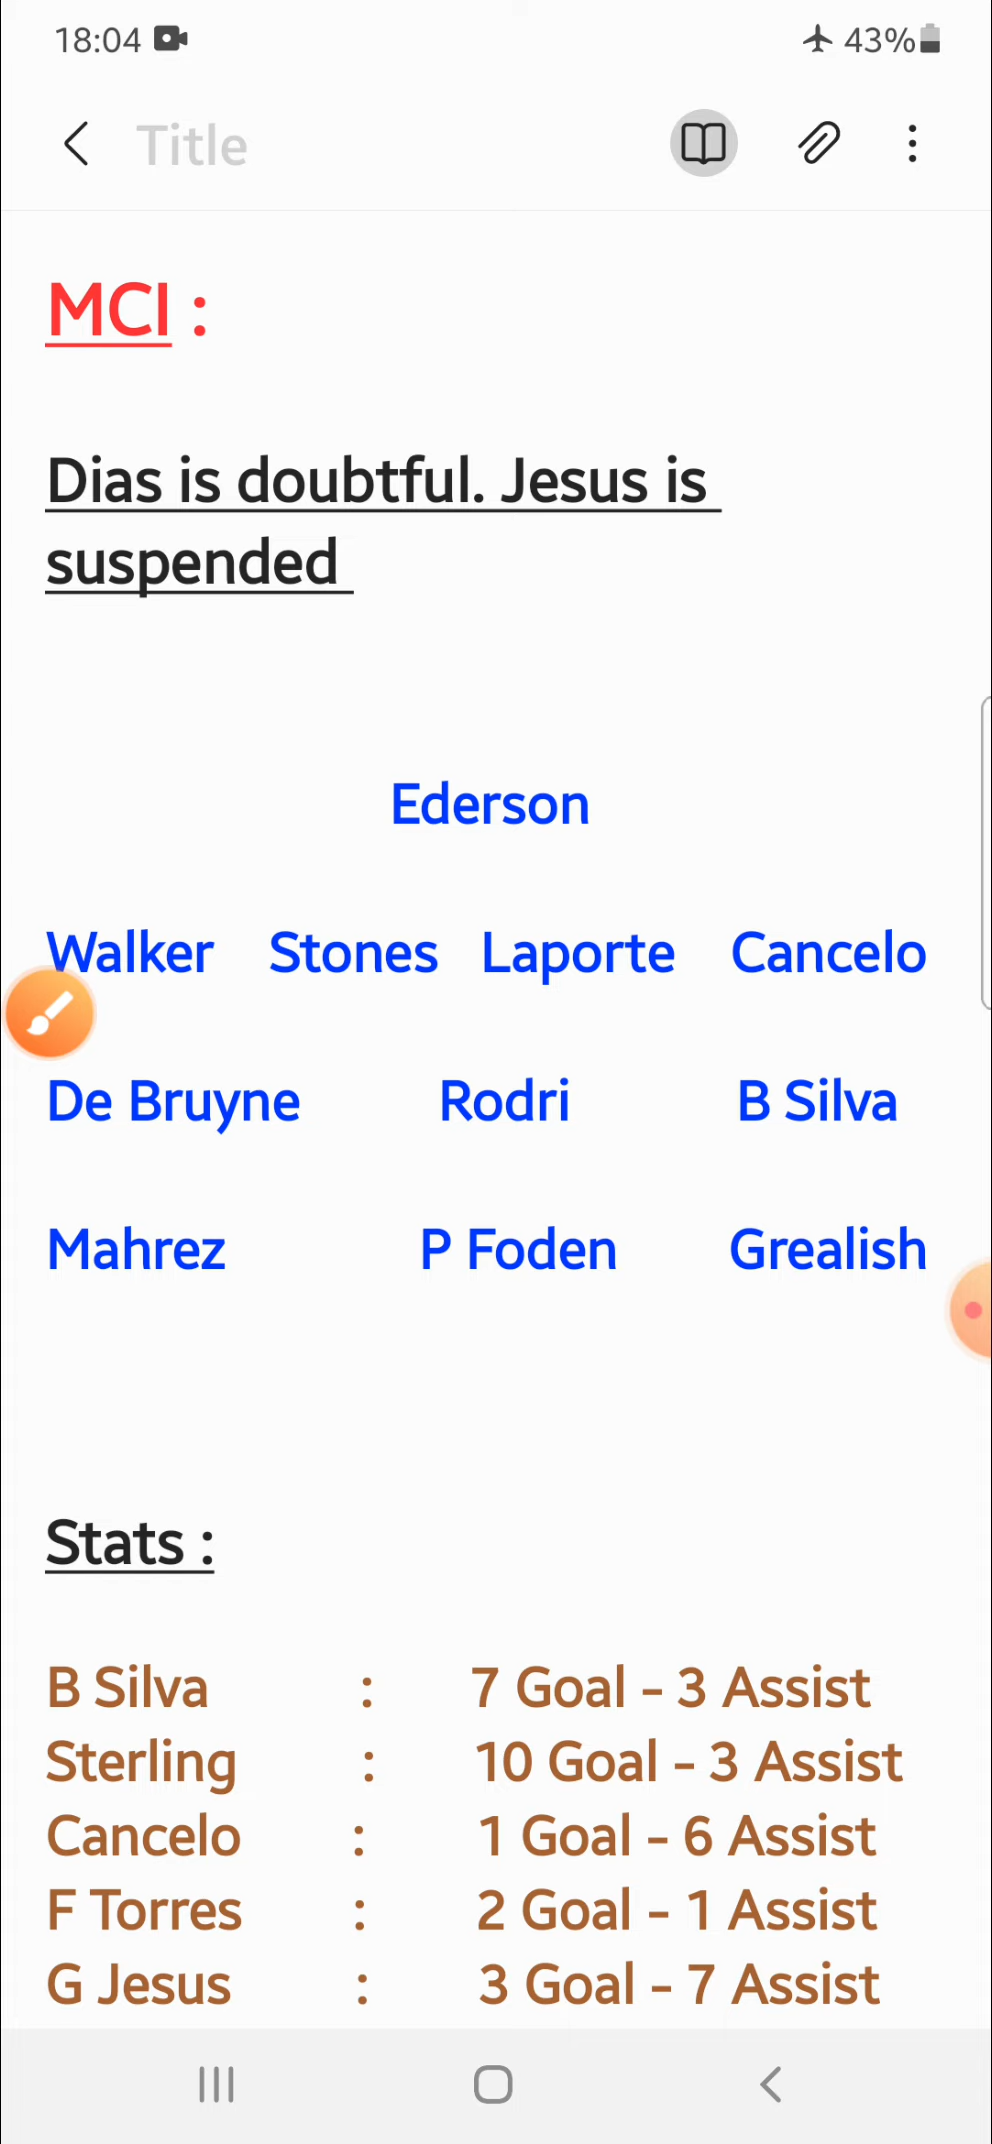 18:04 43%
Title
MCI :
Dias is doubtful. Jesus is
suspended
Ederson
Walker Stones Laporte Cancelo
De Bruyne Rodri B Silva
Mahrez P Foden Grealish
Stats :
B Silva : 7 Goal - 3 Assist
Sterling : 10 Goal - 3 Assist
Cancelo : 1 Goal - 6 Assist
F Torres : 2 Goal - 1 Assist
G Jesus : 3 Goal - 7 Assist